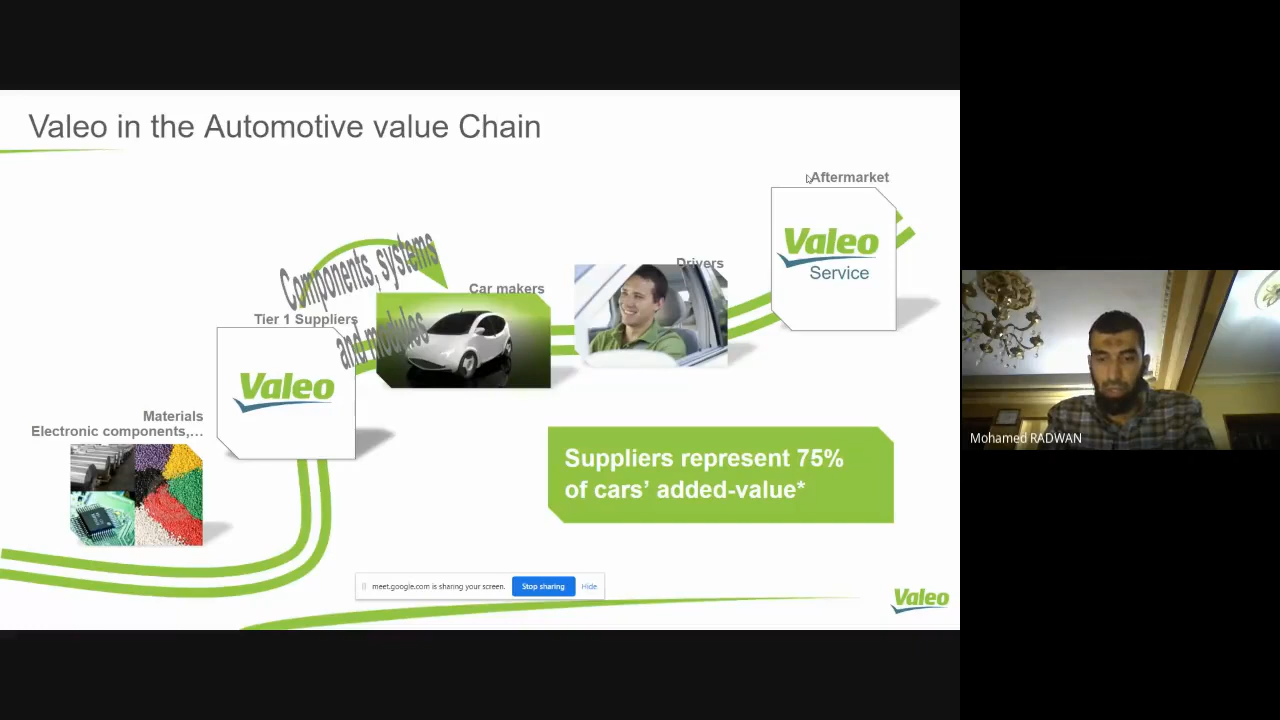 Valeo in the Automotive value Chain
Aftermarket
Valeo
Service
Drivers
Components, systems
and modules
Car makers
Tier 1 Suppliers
Valeo
Materials
Electronic components,…
Suppliers represent 75%
of cars’ added-value*
Mohamed RADWAN
meet.google.com is sharing your screen.
Stop sharing
Hide
Valeo